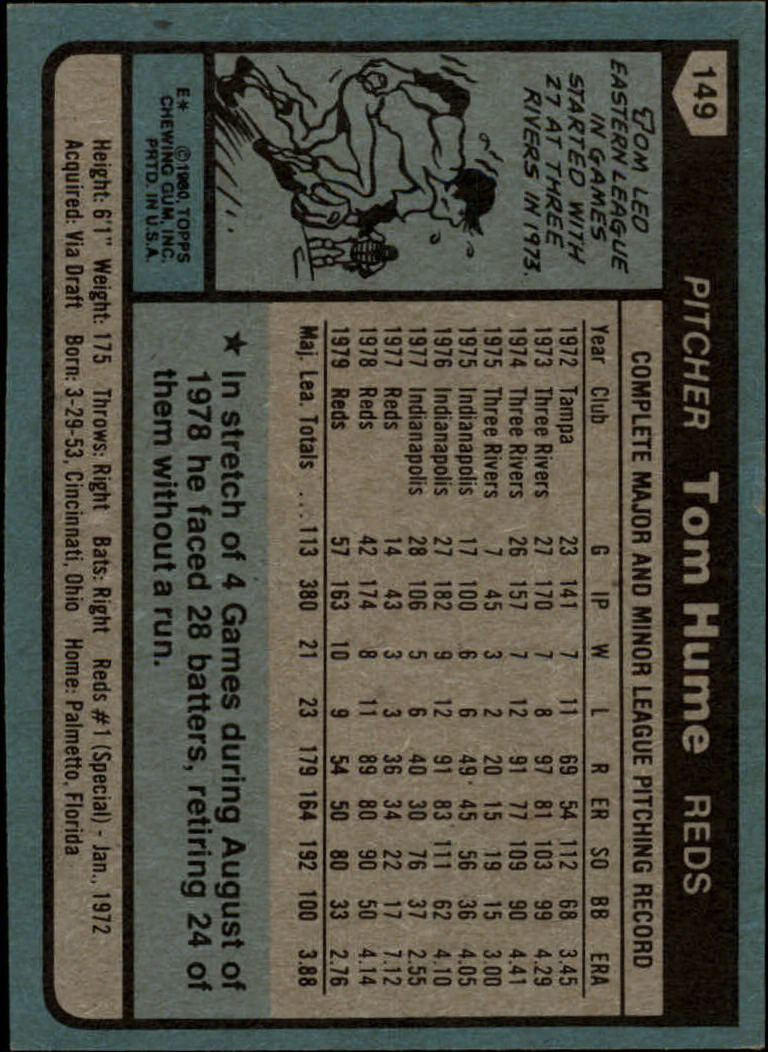 149
PITCHER Tom Hume REDS
TOM LEO
EASTERN LEAGUE
IN GAMES
STARTED WITH
27 AT THREE
RIVERS IN 1973.
E* ©1980, TOPPS
CHEWING GUM, INC.
PRTD. IN U.S.A.
COMPLETE MAJOR AND MINOR LEAGUE PITCHING RECORD
Year Club G IP W L R ER SO BB ERA
1972 Tampa 23 141 7 11 69 54 112 68 3.45
1973 Three Rivers 27 170 7 8 97 81 103 99 4.29
1974 Three Rivers 26 157 7 12 91 77 109 90 4.41
1975 Three Rivers 7 45 3 2 20 15 19 15 3.00
1975 Indianapolis 17 100 6 6 49 45 56 36 4.05
1976 Indianapolis 27 182 9 12 91 83 111 62 4.10
1977 Indianapolis 28 106 5 6 40 30 76 37 2.55
1977 Reds 14 43 3 3 36 34 22 17 7.12
1978 Reds 42 174 8 11 89 80 90 50 4.14
1979 Reds 57 163 10 9 54 50 80 33 2.76
Maj. Lea. Totals ... 113 380 21 23 179 164 192 100 3.88
★ In stretch of 4 Games during August of
1978 he faced 28 batters, retiring 24 of
them without a run.
Height: 6'1" Weight: 175 Throws: Right Bats: Right Reds #1 (Special) - Jan., 1972
Acquired: Via Draft Born: 3-29-53, Cincinnati, Ohio Home: Palmetto, Florida